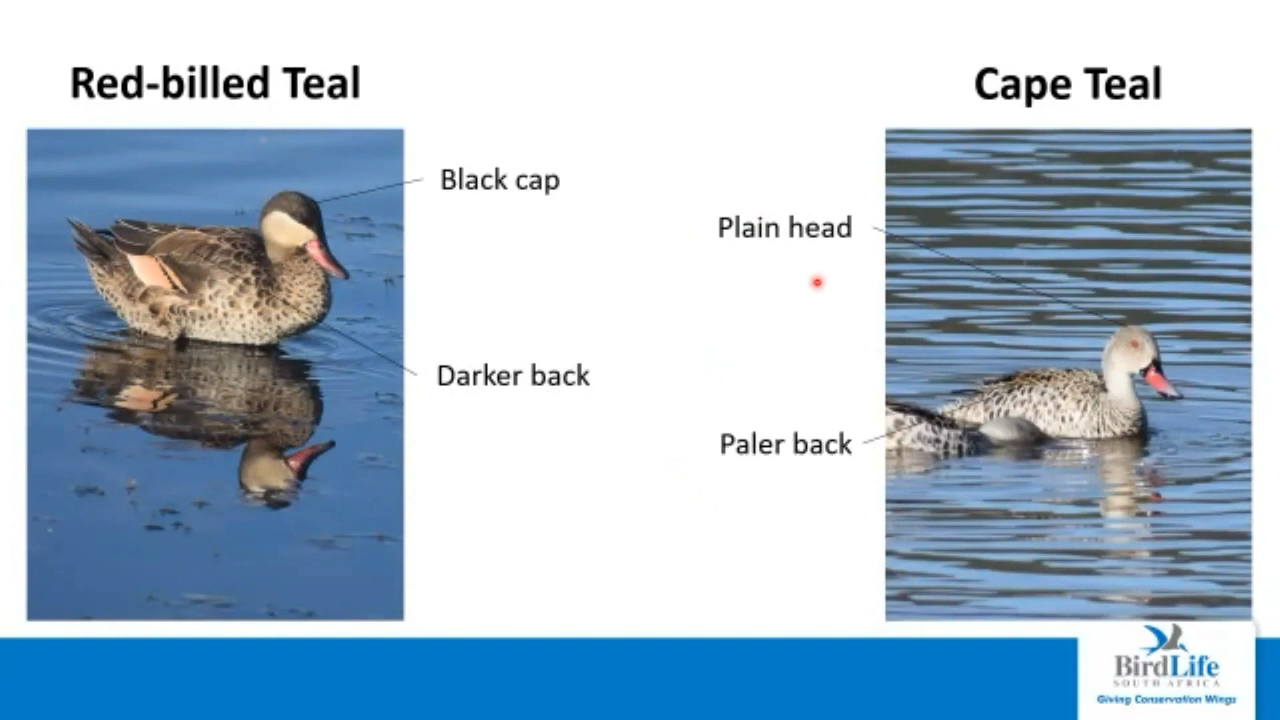 Red-billed Teal
Cape Teal
Black cap
Plain head
Darker back
Paler back
BirdLife
SOUTH AFRICA
Giving Conservation Wings